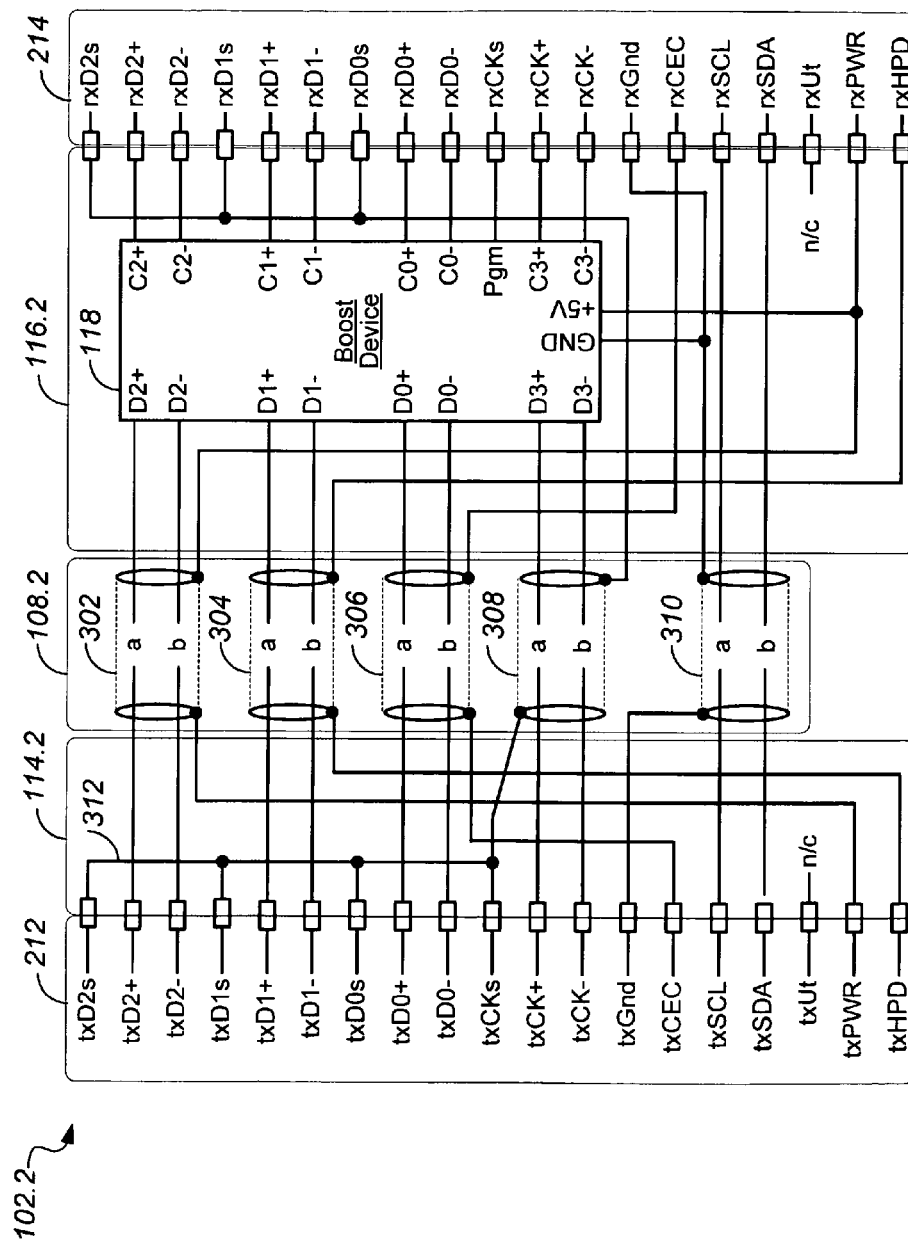 102.2
212
114.2
108.2
116.2
214
312
txD2s
txD2+
txD2-
txD1s
txD1+
txD1-
txD0s
txD0+
txD0-
txCKs
txCK+
txCK-
txGnd
txCEC
txSCL
txSDA
txUt
n/c
txPWR
txHPD
302
a
b
304
a
b
306
a
b
308
a
b
310
a
b
118
D2+
D2-
D1+
D1-
D0+
D0-
D3+
D3-
Boost
Device
GND
+5V
C2+
C2-
C1+
C1-
C0+
C0-
Pgm
C3+
C3-
n/c
rxD2s
rxD2+
rxD2-
rxD1s
rxD1+
rxD1-
rxD0s
rxD0+
rxD0-
rxCKs
rxCK+
rxCK-
rxGnd
rxCEC
rxSCL
rxSDA
rxUt
rxPWR
rxHPD